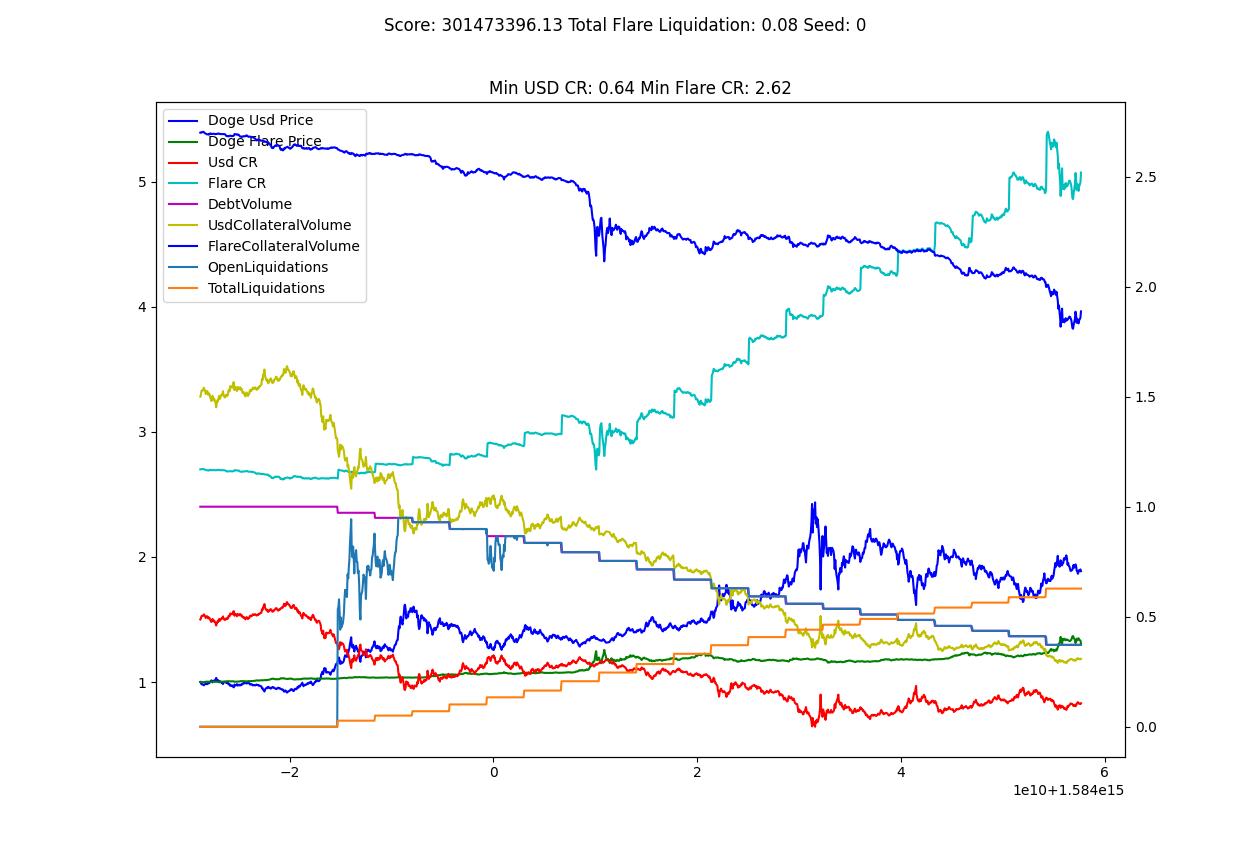 Score: 301473396.13 Total Flare Liquidation: 0.08 Seed: 0
Min USD CR: 0.64 Min Flare CR: 2.62
Doge Usd Price
Doge Flare Price
Usd CR
Flare CR
DebtVolume
UsdCollateralVolume
FlareCollateralVolume
OpenLiquidations
TotalLiquidations
5
4
3
2
1
2.5
2.0
1.5
1.0
0.5
0.0
−2 0 2 4 6
1e10+1.584e15